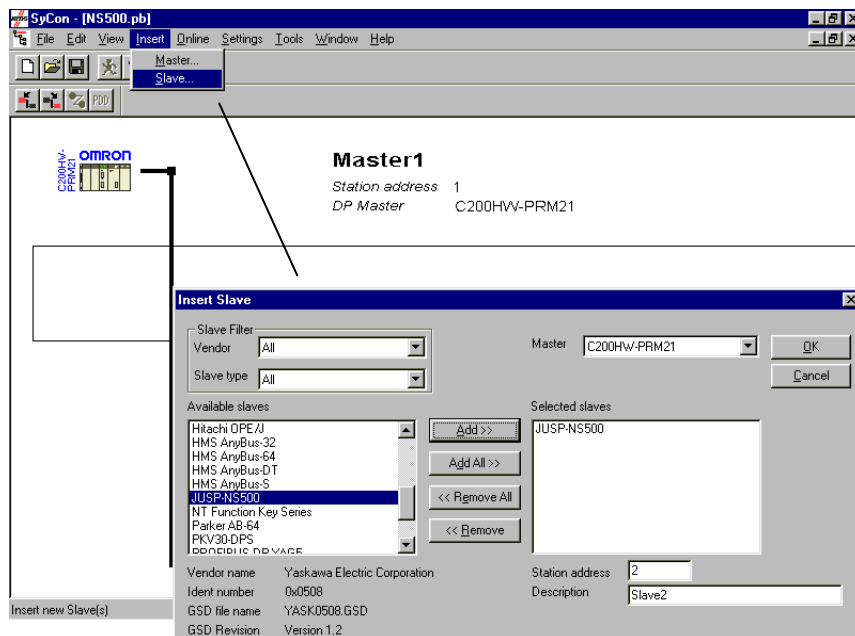 SyCon - [NS500.pb]
File Edit View Insert Online Settings Tools Window Help
Master...
Slave...
PDD
C200HW-
PRM21
OMRON
Master1
Station address 1
DP Master C200HW-PRM21
Insert Slave
Slave Filter
Vendor All
Slave type All
Master C200HW-PRM21
OK
Cancel
Available slaves
Hitachi OPE/J
HMS AnyBus-32
HMS AnyBus-64
HMS AnyBus-DT
HMS AnyBus-S
JUSP-NS500
NT Function Key Series
Parker AB-64
PKV30-DPS
PROFIBUS DP VAG5
Add >>
Add All >>
<< Remove All
<< Remove
Selected slaves
JUSP-NS500
Vendor name Yaskawa Electric Corporation
Ident number 0x0508
GSD file name YASK0508.GSD
GSD Revision Version 1.2
Station address 2
Description Slave2
Insert new Slave(s)